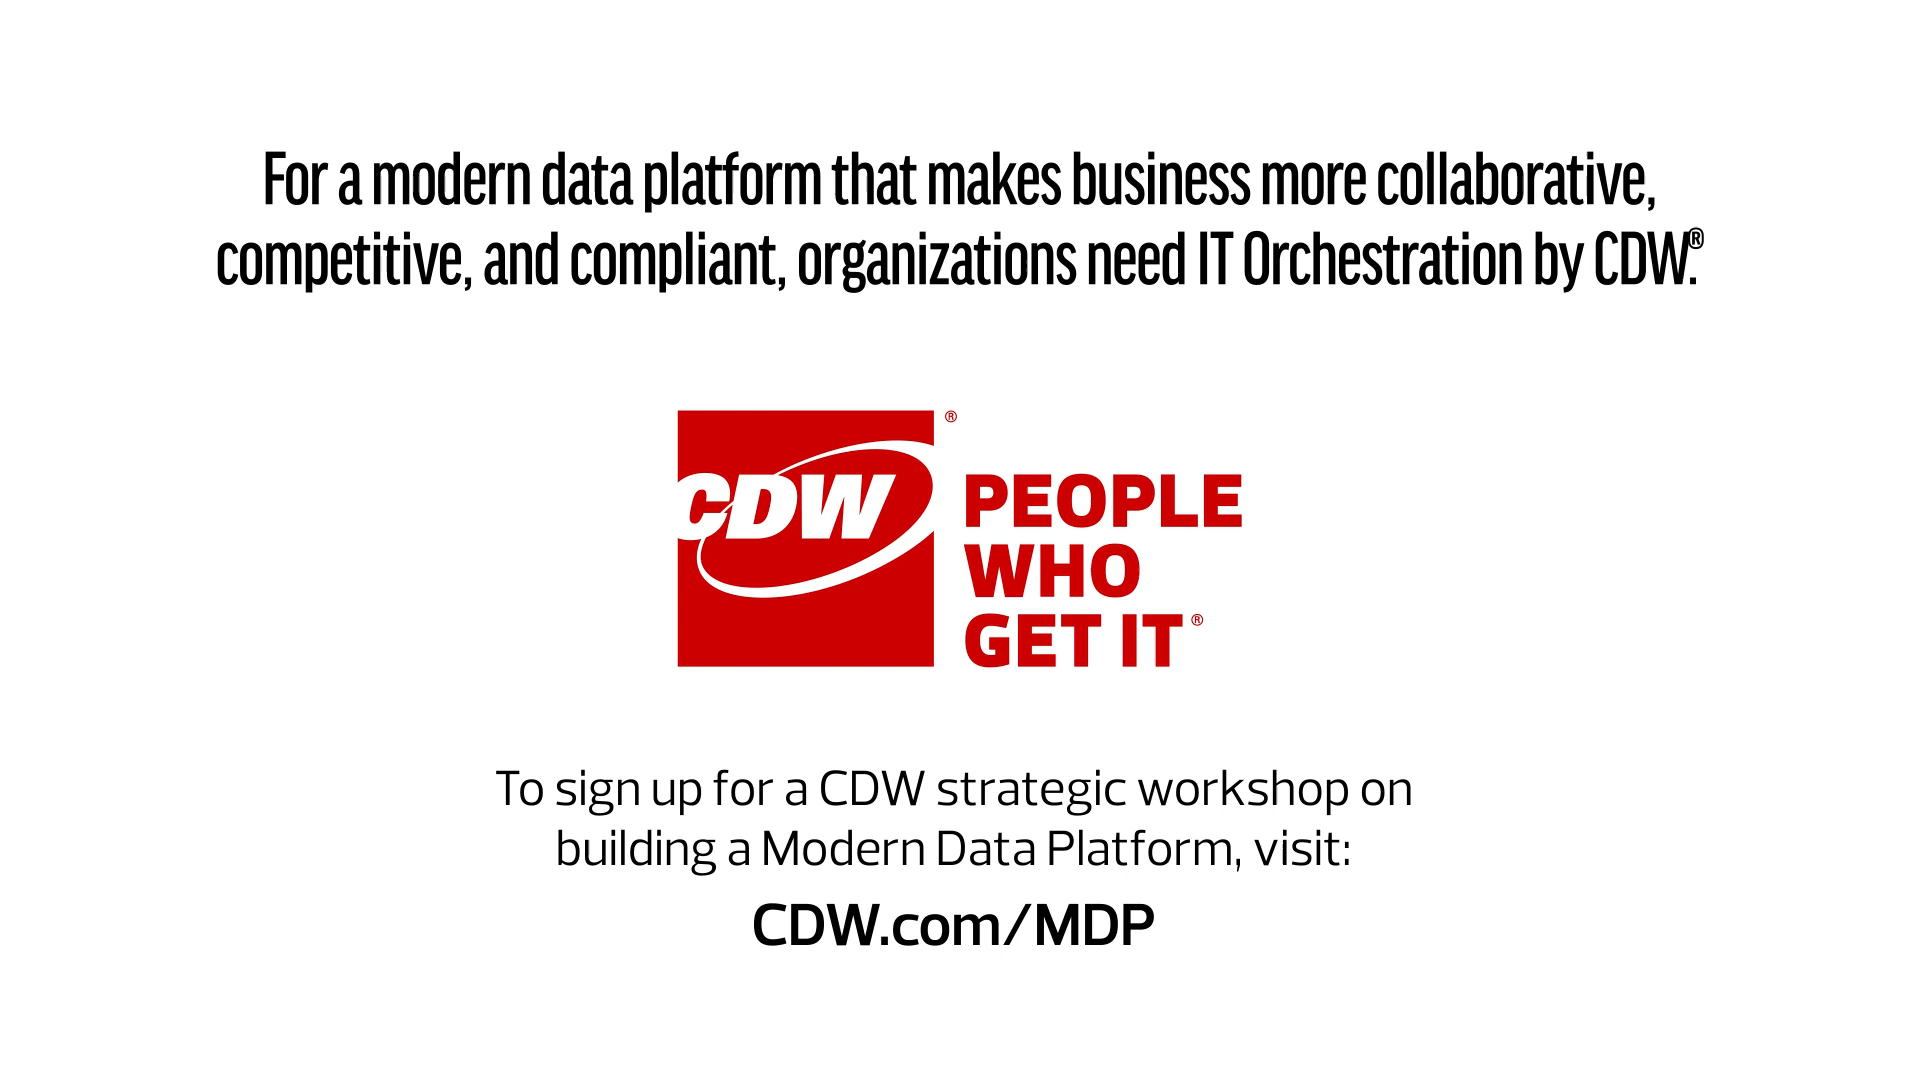 For a modern data platform that makes business more collaborative,
competitive, and compliant, organizations need IT Orchestration by CDW.®
CDW®
PEOPLE
WHO
GET IT®
To sign up for a CDW strategic workshop on
building a Modern Data Platform, visit:
CDW.com/MDP